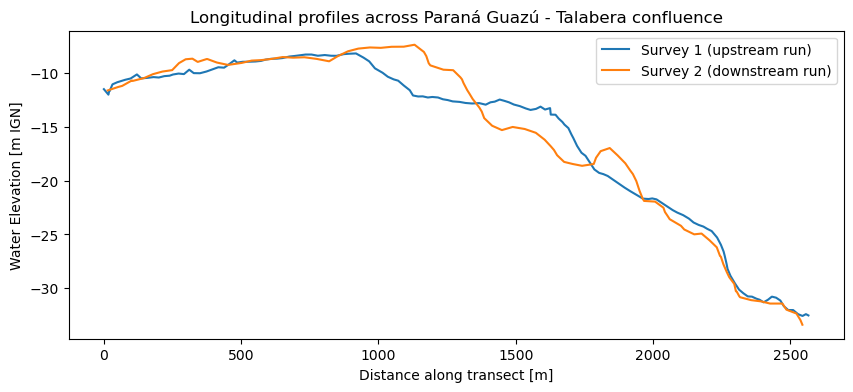 Longitudinal profiles across Paraná Guazú - Talabera confluence
Survey 1 (upstream run)
Survey 2 (downstream run)
Water Elevation [m IGN]
−10
−15
−20
−25
−30
0
500
1000
1500
2000
2500
Distance along transect [m]